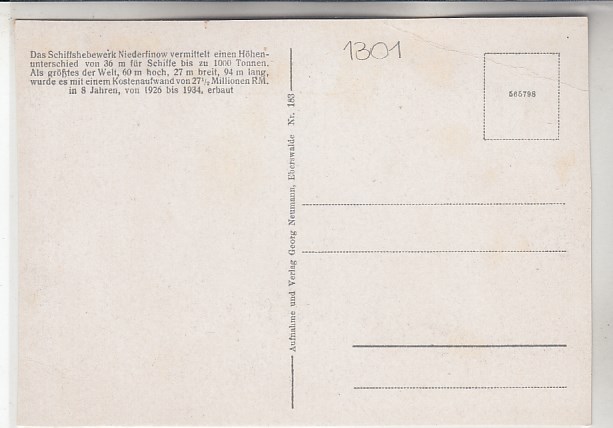 Das Schiffshebewerk Niederfinow vermittelt einen Höhen-
unterschied von 36 m für Schiffe bis zu 1000 Tonnen.
Als größtes der Welt, 60 m hoch, 27 m breit, 94 m lang,
wurde es mit einem Kostenaufwand von 27½ Millionen RM.
in 8 Jahren, von 1926 bis 1934, erbaut
Aufnahme und Verlag Georg Neumann, Eberswalde Nr. 183
1301
565798